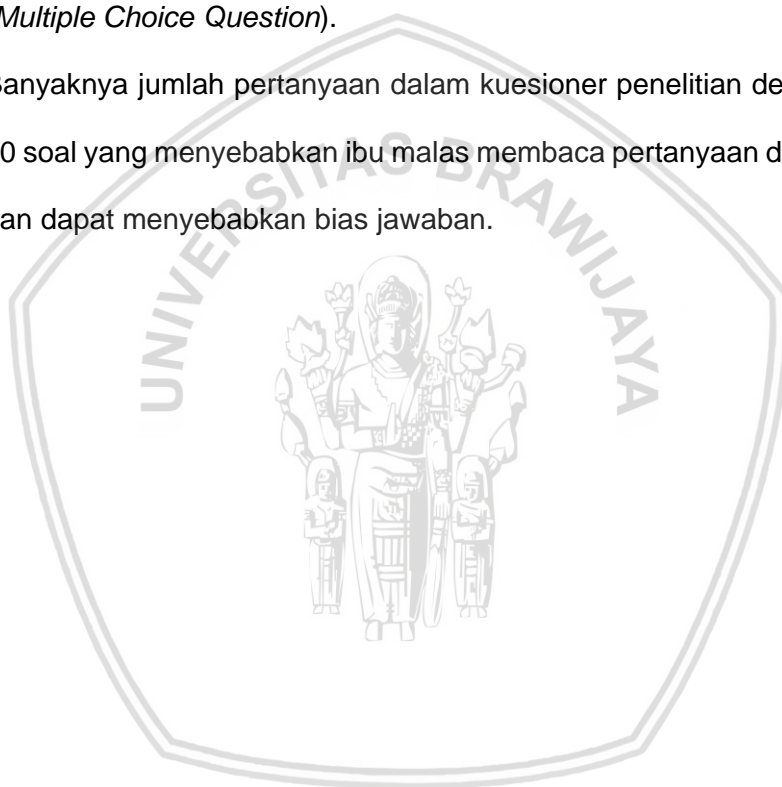 Multiple Choice Question).
Banyaknya jumlah pertanyaan dalam kuesioner penelitian
0 soal yang menyebabkan ibu malas membaca pertanyaan
an dapat menyebabkan bias jawaban.
UNIVERSITAS BRAWIJAYA